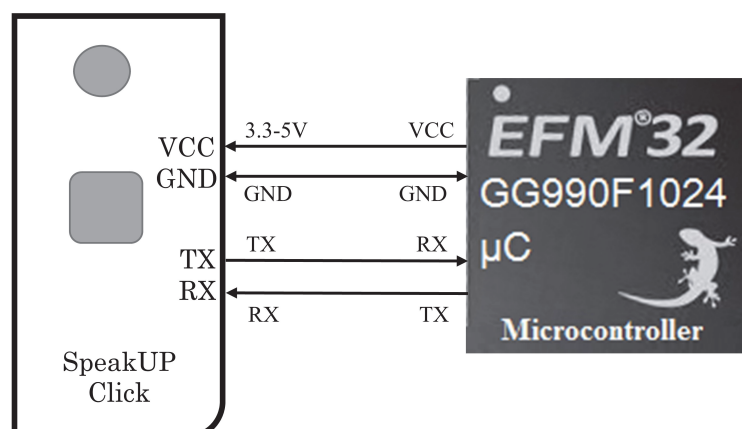 VCC
GND
TX
RX
SpeakUP
Click
3.3-5V VCC
GND GND
TX RX
RX TX
EFM®32
GG990F1024
µC
Microcontroller